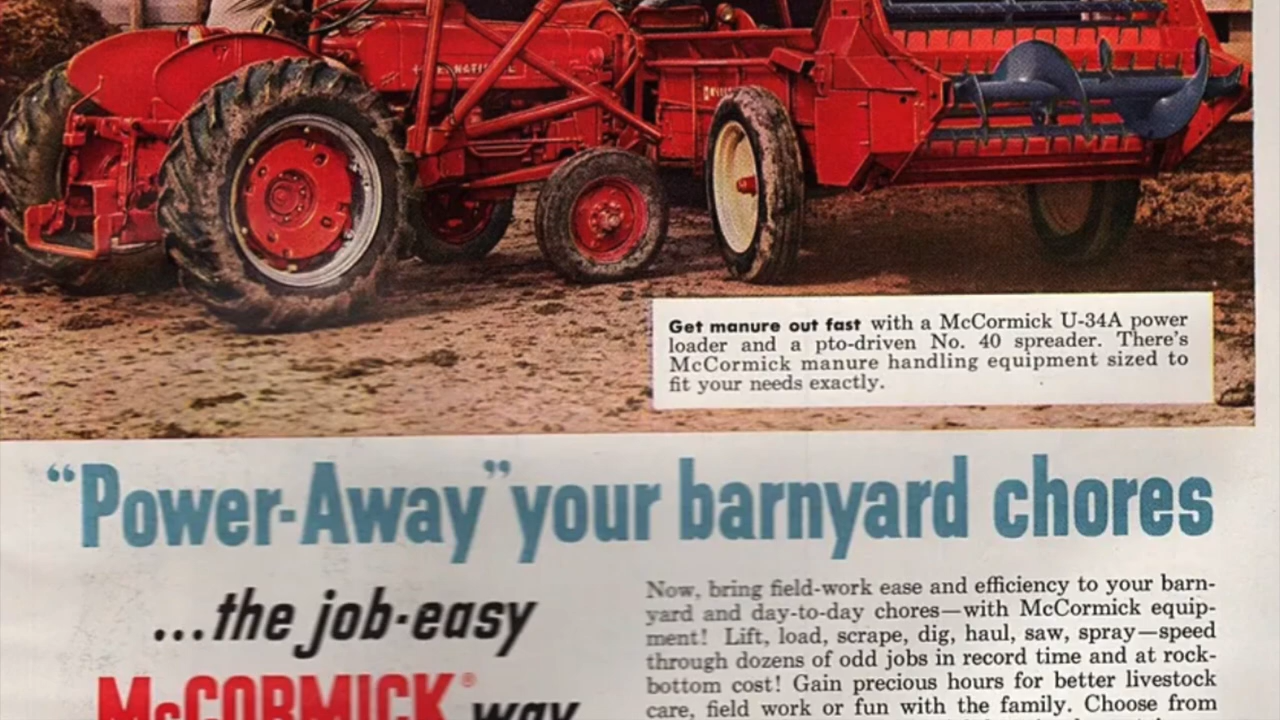 Get manure out fast with a McCormick U-34A power
loader and a pto-driven No. 40 spreader. There's
McCormick manure handling equipment sized to
fit your needs exactly.
"Power-Away" your barnyard chores
...the job-easy
McCORMICK® way
Now, bring field-work ease and efficiency to your barn-
yard and day-to-day chores—with McCormick equip-
ment! Lift, load, scrape, dig, haul, saw, spray—speed
through dozens of odd jobs in record time and at rock-
bottom cost! Gain precious hours for better livestock
care, field work or fun with the family. Choose from